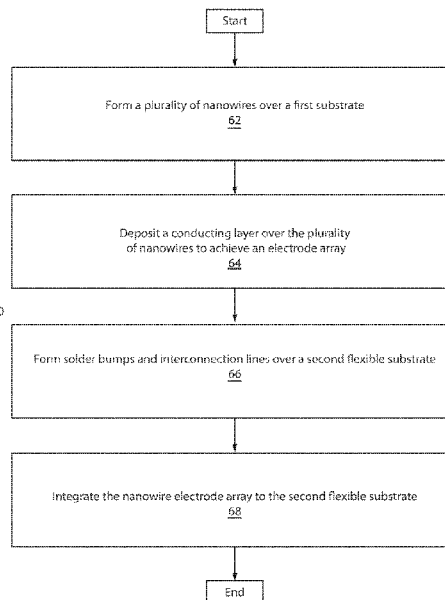 Start
Form a plurality of nanowires over a first substrate
62
Deposit a conducting layer over the plurality
of nanowires to achieve an electrode array
64
Form solder bumps and interconnection lines over a second flexible substrate
66
Integrate the nanowire electrode array to the second flexible substrate
68
End